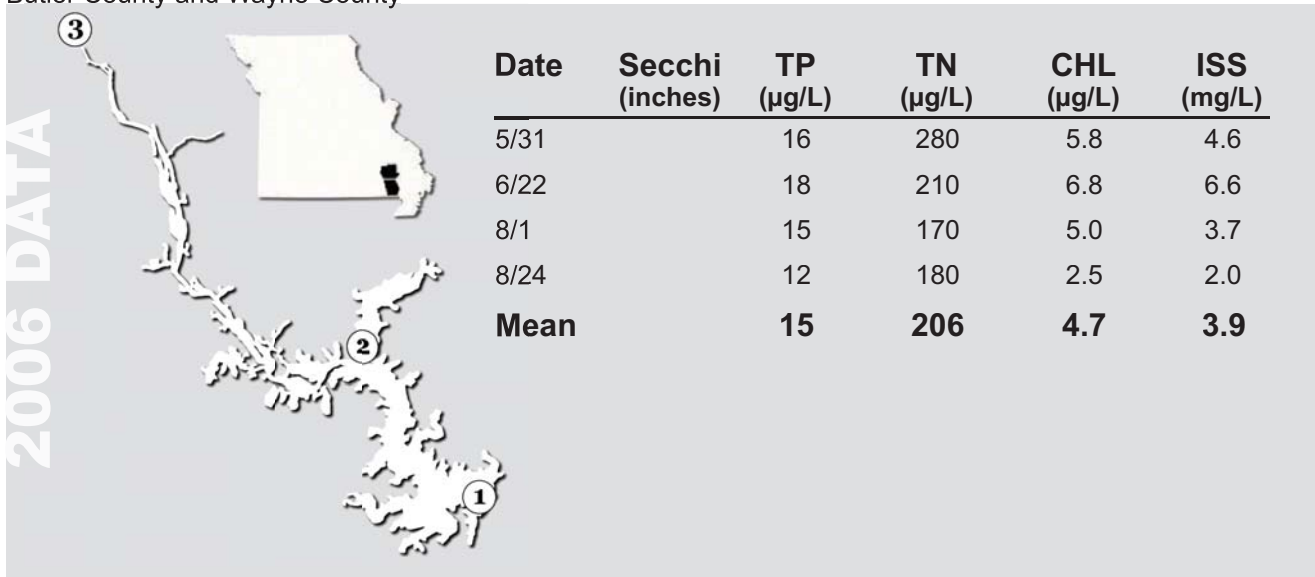 Butler County and Wayne County
2006 DATA
3
2
1
Date Secchi (inches) TP (µg/L) TN (µg/L) CHL (µg/L) ISS (mg/L)
5/31 16 280 5.8 4.6
6/22 18 210 6.8 6.6
8/1 15 170 5.0 3.7
8/24 12 180 2.5 2.0
Mean 15 206 4.7 3.9